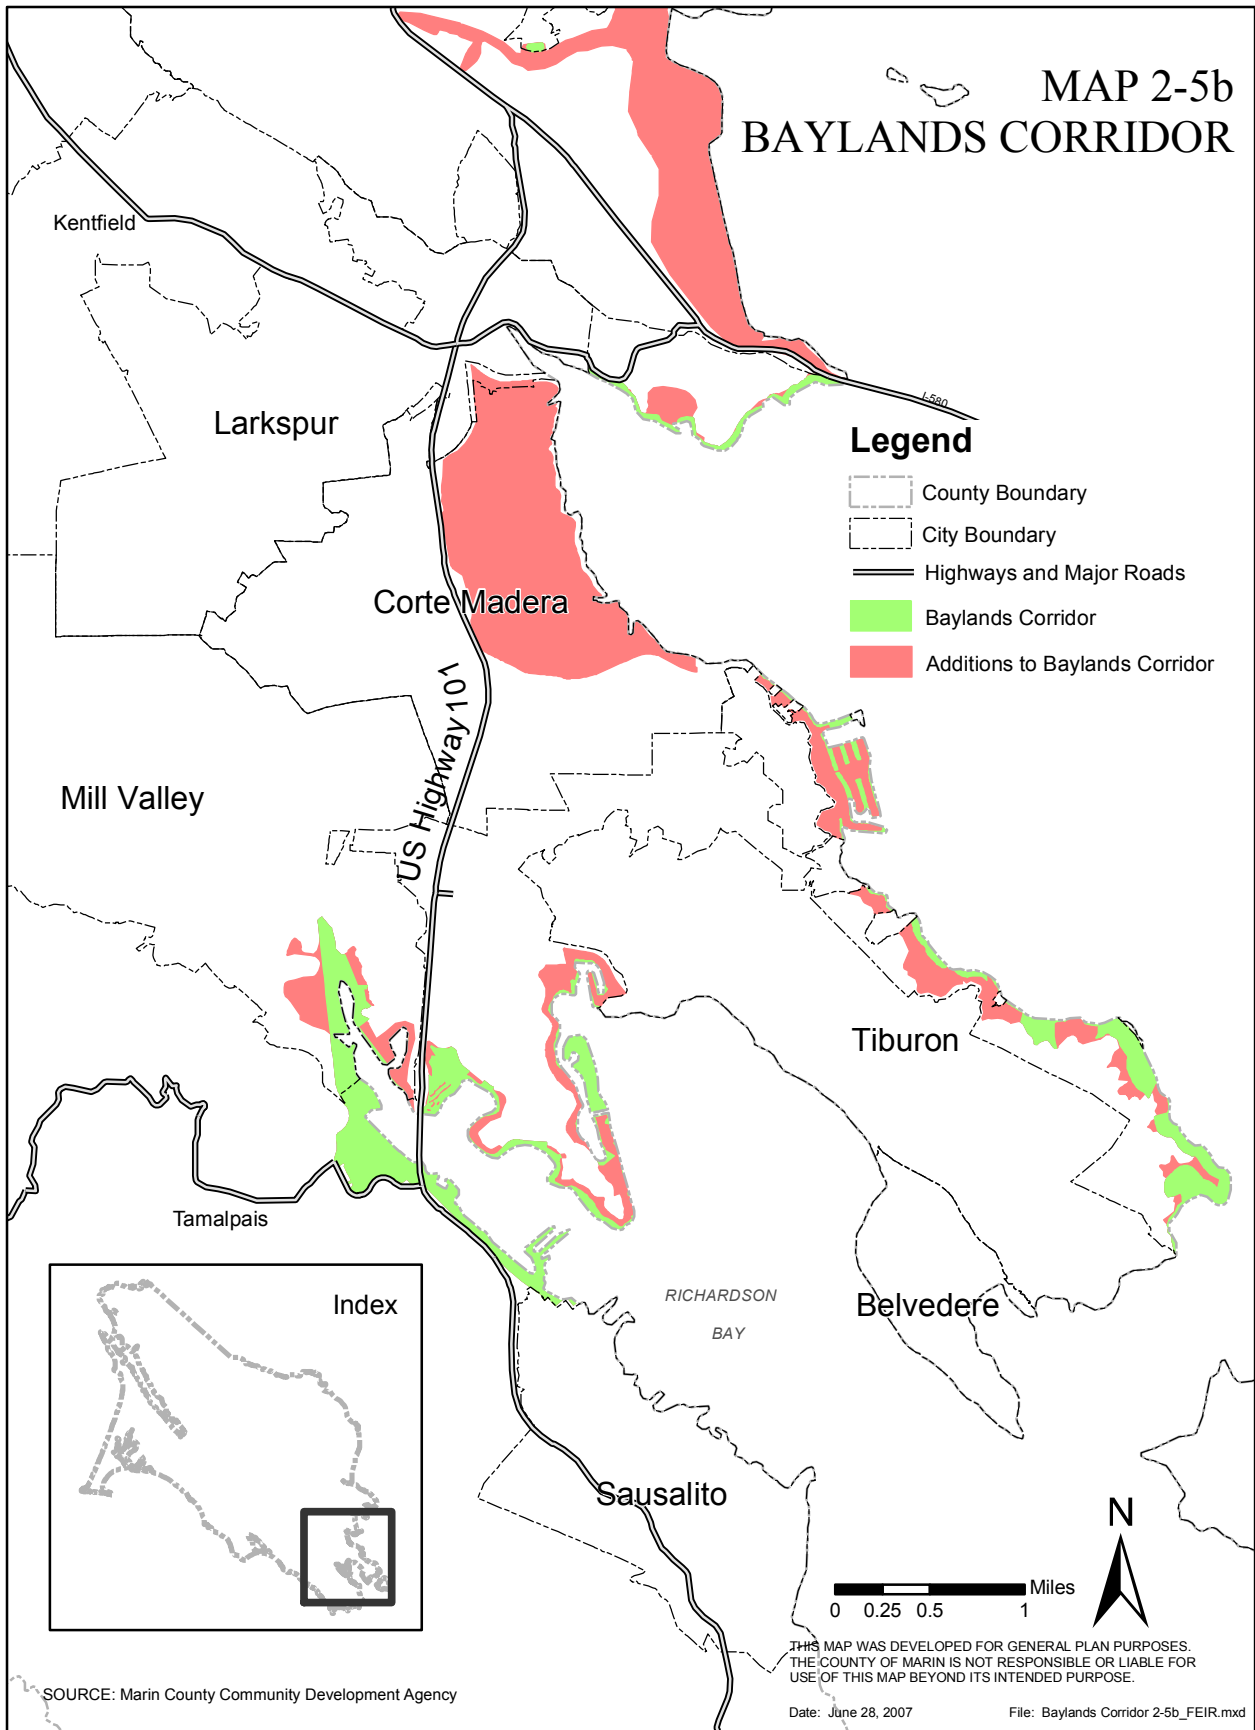 MAP 2-5b
BAYLANDS CORRIDOR
Kentfield
I-580
Larkspur
Legend
County Boundary
City Boundary
Highways and Major Roads
Baylands Corridor
Additions to Baylands Corridor
Corte Madera
US Highway 101
Mill Valley
Tiburon
Tamalpais
RICHARDSON
BAY
Belvedere
Index
Sausalito
N
Miles
0 0.25 0.5 1
THIS MAP WAS DEVELOPED FOR GENERAL PLAN PURPOSES.
THE COUNTY OF MARIN IS NOT RESPONSIBLE OR LIABLE FOR
USE OF THIS MAP BEYOND ITS INTENDED PURPOSE.
SOURCE: Marin County Community Development Agency
Date: June 28, 2007 File: Baylands Corridor 2-5b_FEIR.mxd